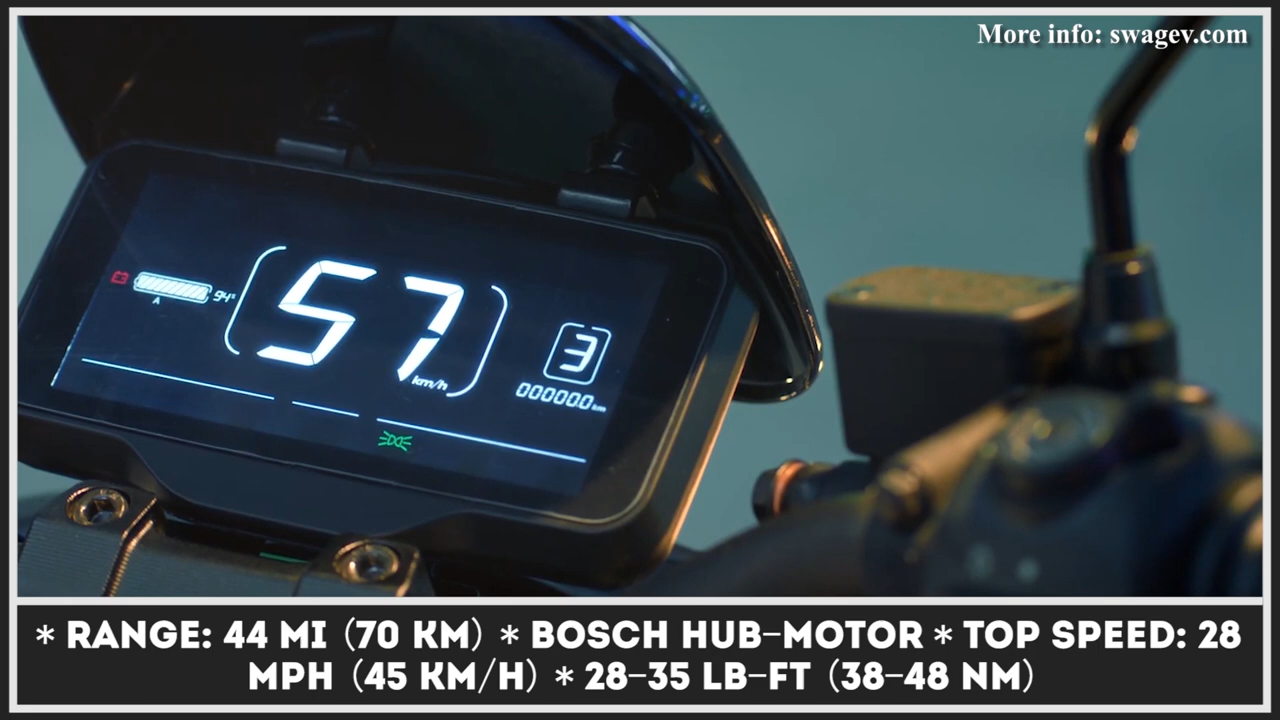 More info: swagev.com
57
km/h
3
000000 km
* RANGE: 44 MI (70 KM) * BOSCH HUB-MOTOR * TOP SPEED: 28
MPH (45 KM/H) * 28-35 LB-FT (38-48 NM)